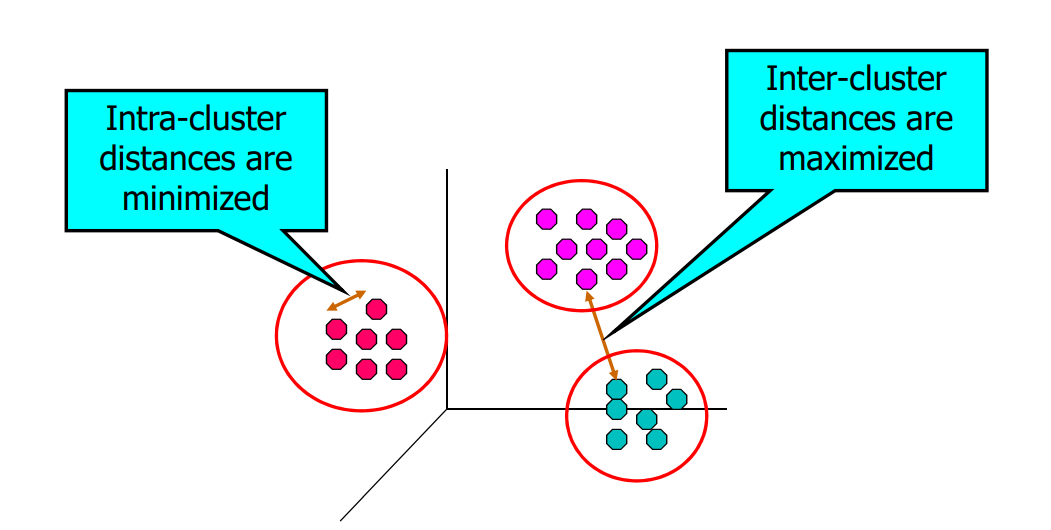 Intra-cluster
distances are
minimized
Inter-cluster
distances are
maximized